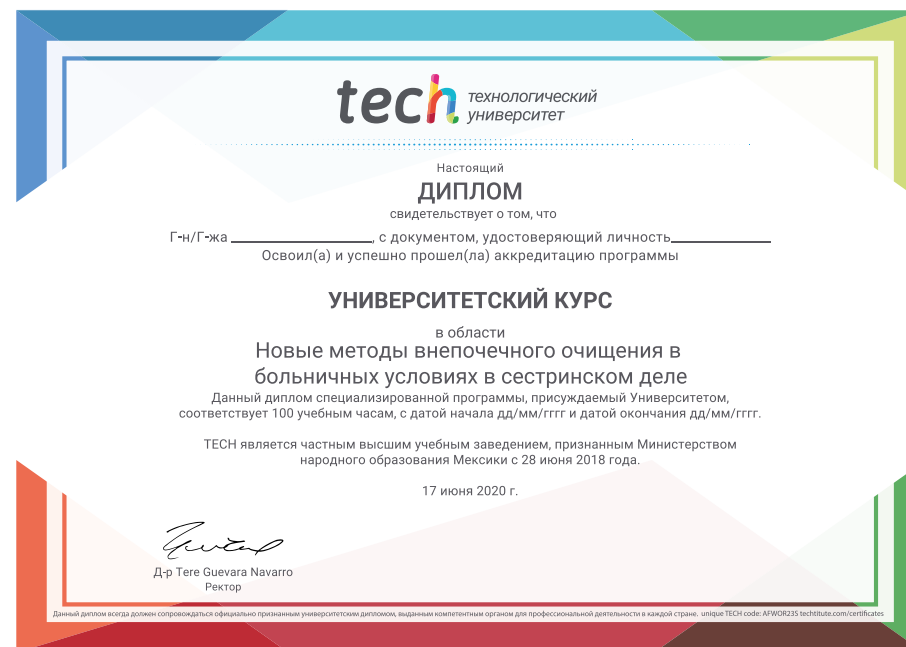 tech технологический университет
Настоящий
ДИПЛОМ
свидетельствует о том, что
Г-н/Г-жа ____________________, с документом, удостоверяющий личность______________
Освоил(а) и успешно прошел(ла) аккредитацию программы
УНИВЕРСИТЕТСКИЙ КУРС
в области
Новые методы внепочечного очищения в
больничных условиях в сестринском деле
Данный диплом специализированной программы, присуждаемый Университетом,
соответствует 100 учебным часам, с датой начала дд/мм/гггг и датой окончания дд/мм/гггг.
TECH является частным высшим учебным заведением, признанным Министерством
народного образования Мексики с 28 июня 2018 года.
17 июня 2020 г.
Д-р Tere Guevara Navarro
Ректор
Данный диплом всегда должен сопровождаться официально признанным университетским дипломом, выданным компетентным органом для профессиональной деятельности в каждой стране. unique TECH code: AFWOR23S techtitute.com/certificates